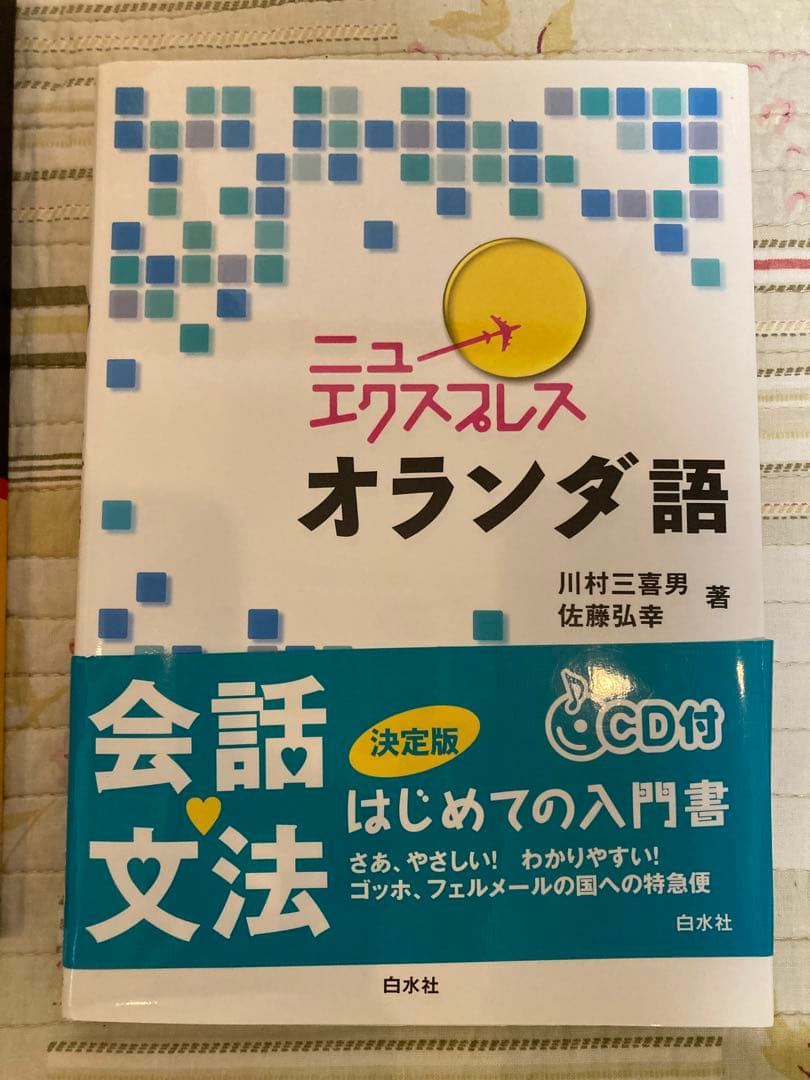 ニュー
エクスプレス
オランダ語
川村三喜男
佐藤弘幸
著
会話
文法
決定版
CD付
はじめての入門書
さあ、やさしい! わかりやすい!
ゴッホ、フェルメールの国への特急便
白水社
白水社